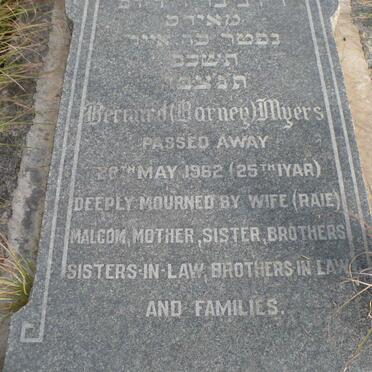 מאירס
נפטר כה אייר
תשכב
תנצבה
Bernard (Barney) Myers
PASSED AWAY
29TH MAY 1962 (25TH IYAR)
DEEPLY MOURNED BY WIFE (RAIE)
MALCOM, MOTHER, SISTER, BROTHERS
SISTERS-IN-LAW, BROTHERS IN LAW
AND FAMILIES.